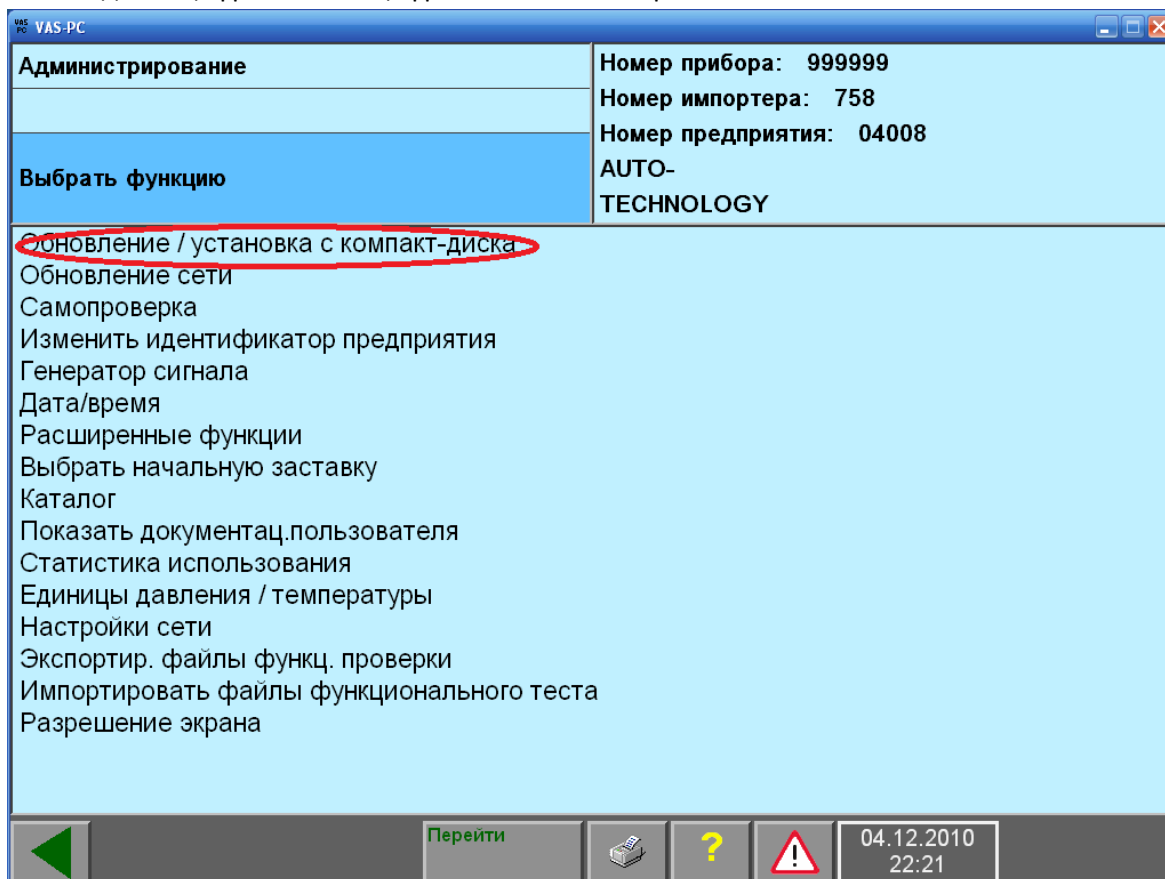 VAS-PC
Администрирование
Выбрать функцию
Номер прибора: 999999
Номер импортера: 758
Номер предприятия: 04008
AUTO-
TECHNOLOGY
Обновление / установка с компакт-диска
Обновление сети
Самопроверка
Изменить идентификатор предприятия
Генератор сигнала
Дата/время
Расширенные функции
Выбрать начальную заставку
Каталог
Показать документац.пользователя
Статистика использования
Единицы давления / температуры
Настройки сети
Экспортир. файлы функц. проверки
Импортировать файлы функционального теста
Разрешение экрана
Перейти
?
04.12.2010
22:21